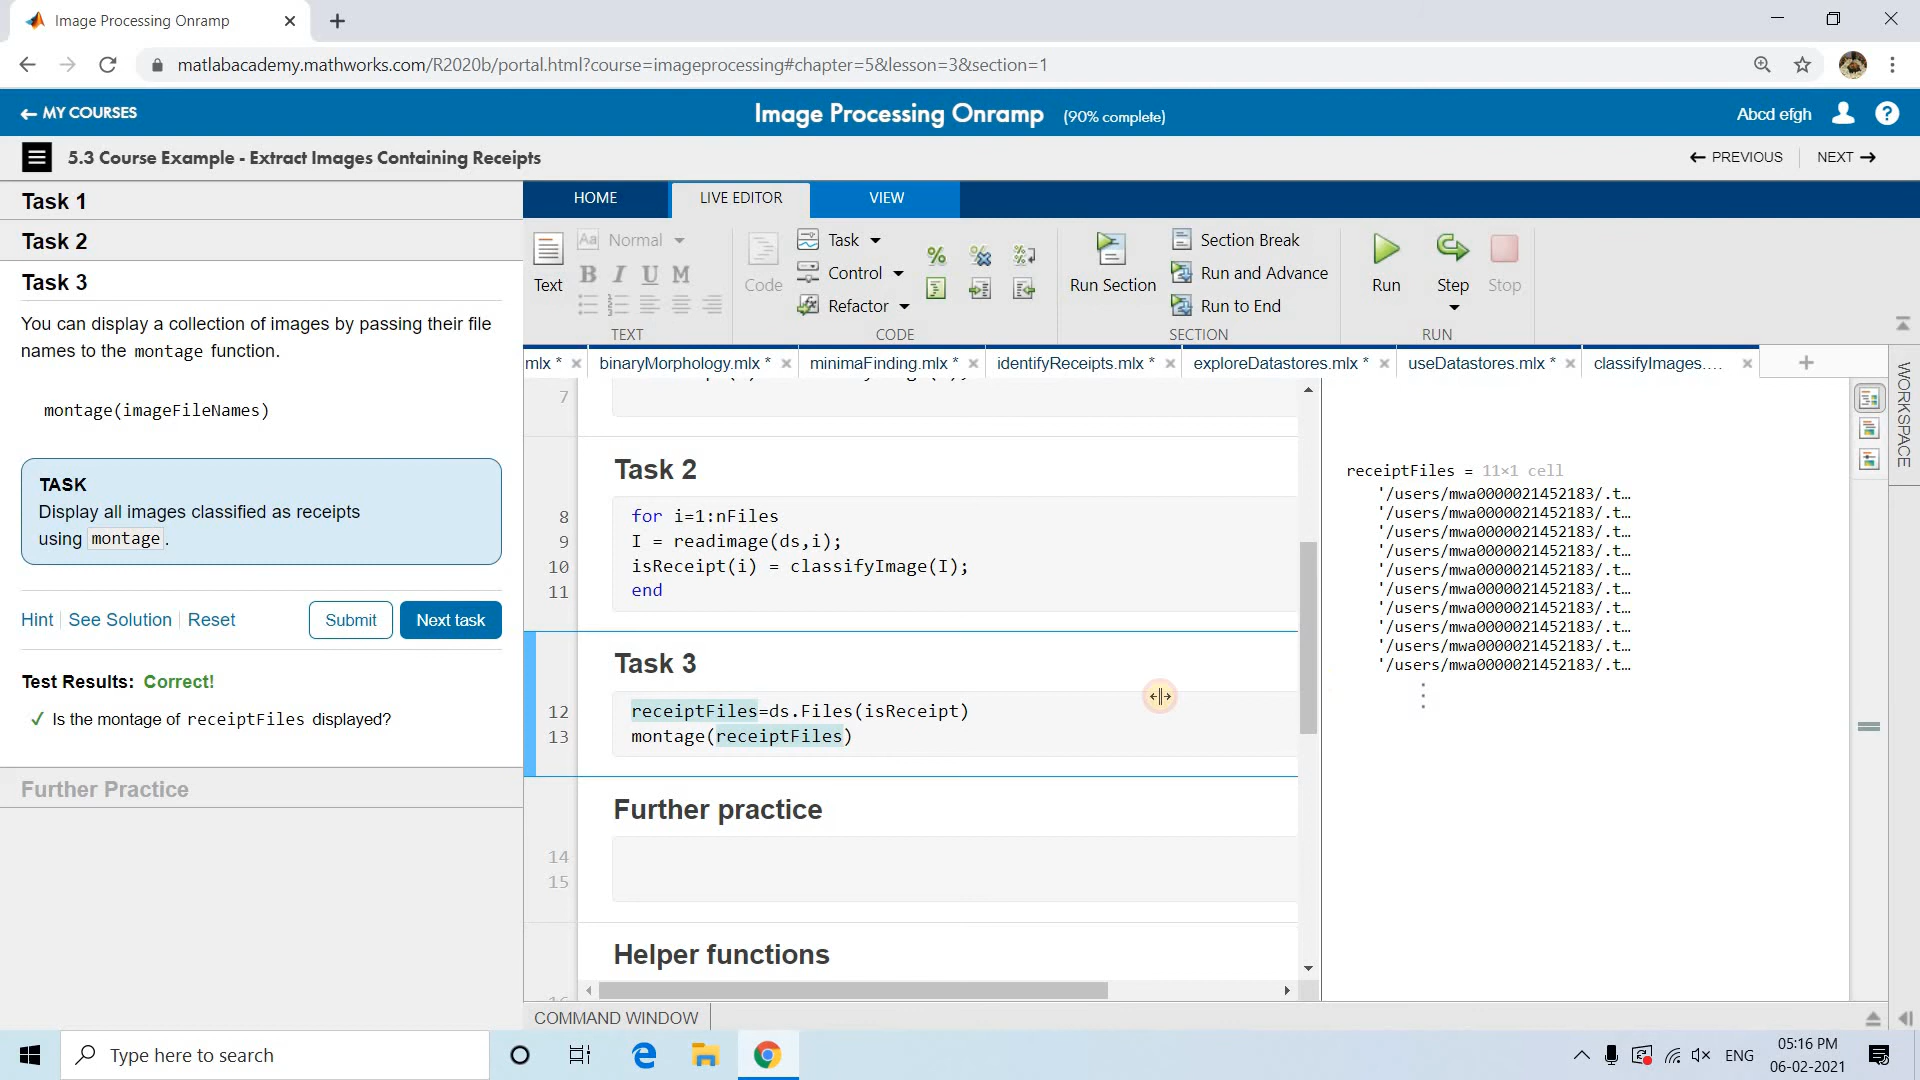 Image Processing Onramp
matlabacademy.mathworks.com/R2020b/portal.html?course=imageprocessing#chapter=5&lesson=3&section=1
MY COURSES
Image Processing Onramp (90% complete)
Abcd efgh
5.3 Course Example - Extract Images Containing Receipts
PREVIOUS
NEXT
Task 1
Task 2
Task 3
You can display a collection of images by passing their file
names to the montage function.
montage(imageFileNames)
TASK
Display all images classified as receipts
using montage.
Hint
See Solution
Reset
Submit
Next task
Test Results: Correct!
Is the montage of receiptFiles displayed?
Further Practice
HOME
LIVE EDITOR
VIEW
Text
Aa Normal
B I U M
TEXT
Code
Task
Control
Refactor
CODE
Run Section
Section Break
Run and Advance
Run to End
SECTION
Run
Step
Stop
RUN
mlx *
binaryMorphology.mlx *
minimaFinding.mlx *
identifyReceipts.mlx *
exploreDatastores.mlx *
useDatastores.mlx *
classifyImages....
WORKSPACE
7
Task 2
8 for i=1:nFiles
9 I = readimage(ds,i);
10 isReceipt(i) = classifyImage(I);
11 end
Task 3
12 receiptFiles=ds.Files(isReceipt)
13 montage(receiptFiles)
Further practice
14
15
Helper functions
receiptFiles = 11×1 cell
'/users/mwa0000021452183/.t…
'/users/mwa0000021452183/.t…
'/users/mwa0000021452183/.t…
'/users/mwa0000021452183/.t…
'/users/mwa0000021452183/.t…
'/users/mwa0000021452183/.t…
'/users/mwa0000021452183/.t…
'/users/mwa0000021452183/.t…
'/users/mwa0000021452183/.t…
'/users/mwa0000021452183/.t…
COMMAND WINDOW
Type here to search
ENG
05:16 PM
06-02-2021